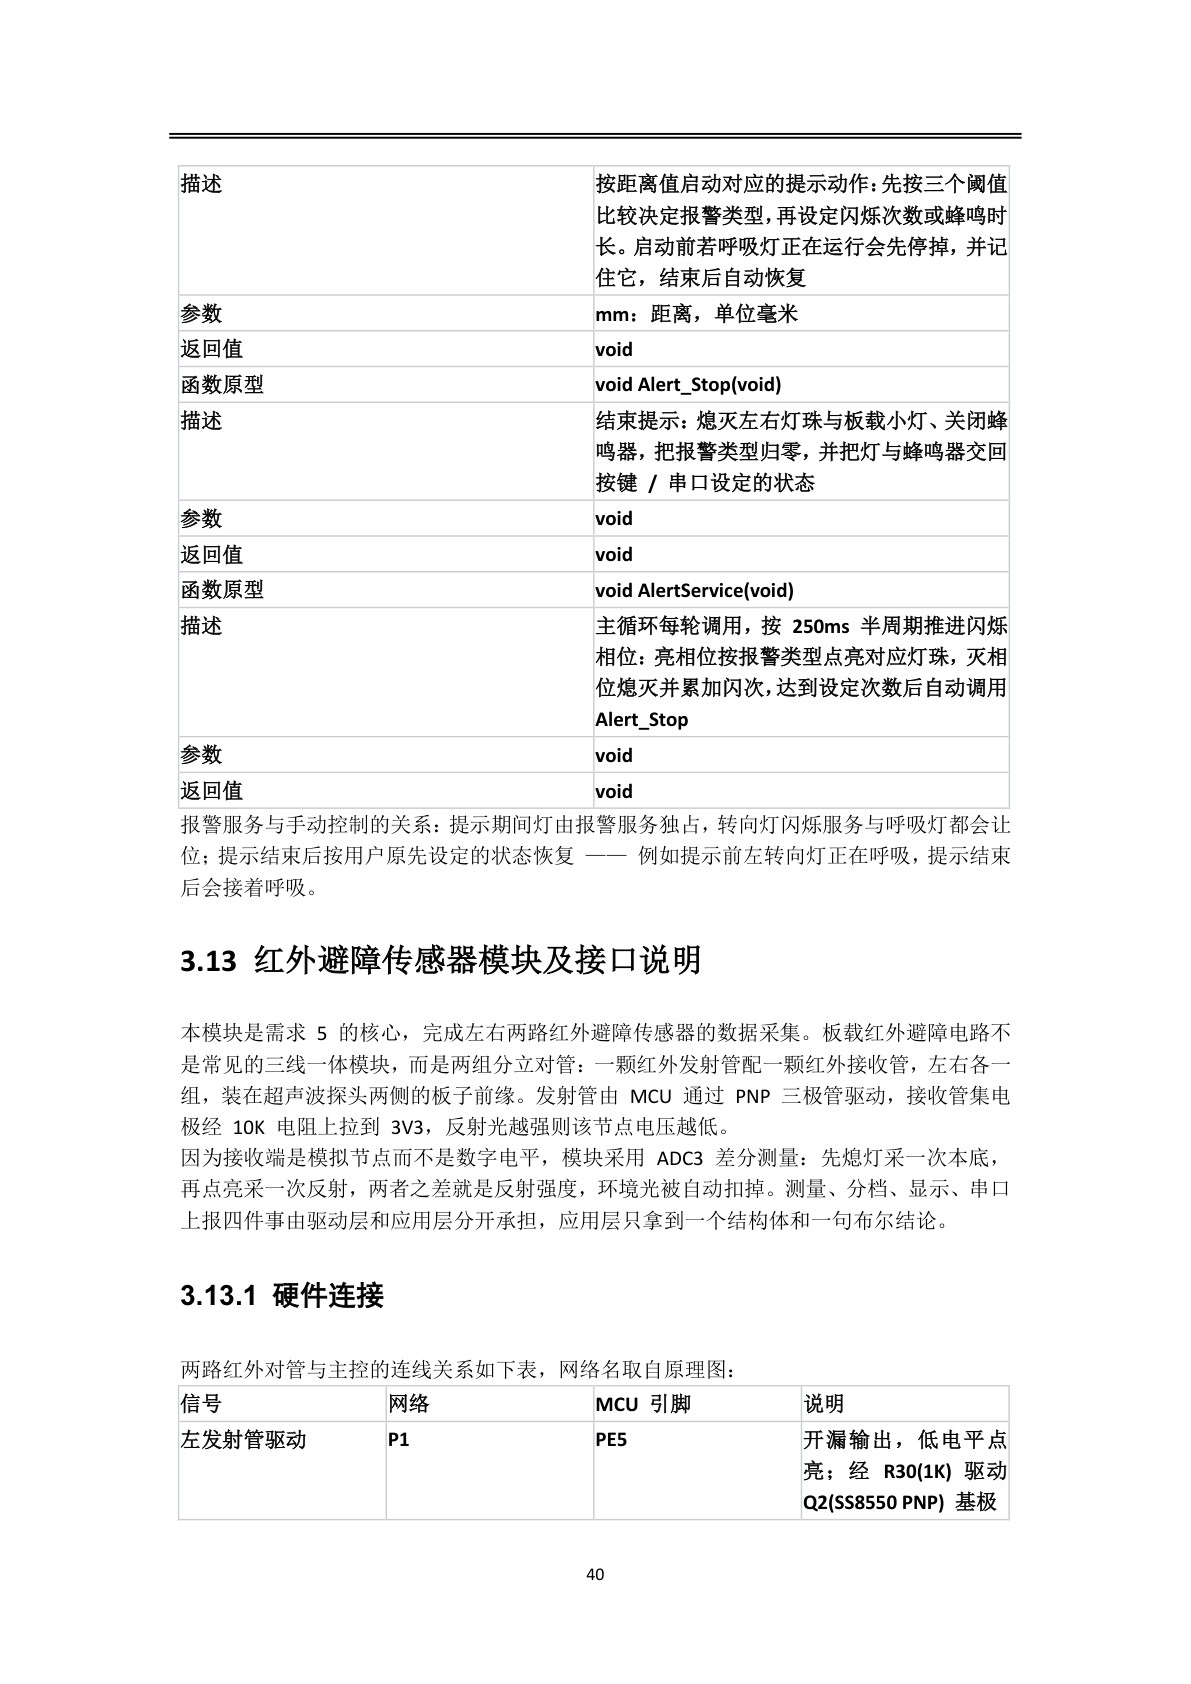 描述 按距离值启动对应的提示动作：先按三个阈值
比较决定报警类型，再设定闪烁次数或蜂鸣时
长。启动前若呼吸灯正在运行会先停掉，并记
住它，结束后自动恢复
参数 mm：距离，单位毫米
返回值 void
函数原型 void Alert_Stop(void)
描述 结束提示：熄灭左右灯珠与板载小灯、关闭蜂
鸣器，把报警类型归零，并把灯与蜂鸣器交回
按键 / 串口设定的状态
参数 void
返回值 void
函数原型 void AlertService(void)
描述 主循环每轮调用，按 250ms 半周期推进闪烁
相位：亮相位按报警类型点亮对应灯珠，灭相
位熄灭并累加闪次，达到设定次数后自动调用
Alert_Stop
参数 void
返回值 void
报警服务与手动控制的关系：提示期间灯由报警服务独占，转向灯闪烁服务与呼吸灯都会让
位；提示结束后按用户原先设定的状态恢复 —— 例如提示前左转向灯正在呼吸，提示结束
后会接着呼吸。
3.13 红外避障传感器模块及接口说明
本模块是需求 5 的核心，完成左右两路红外避障传感器的数据采集。板载红外避障电路不
是常见的三线一体模块，而是两组分立对管：一颗红外发射管配一颗红外接收管，左右各一
组，装在超声波探头两侧的板子前缘。发射管由 MCU 通过 PNP 三极管驱动，接收管集电
极经 10K 电阻上拉到 3V3，反射光越强则该节点电压越低。
因为接收端是模拟节点而不是数字电平，模块采用 ADC3 差分测量：先熄灯采一次本底，
再点亮采一次反射，两者之差就是反射强度，环境光被自动扣掉。测量、分档、显示、串口
上报四件事由驱动层和应用层分开承担，应用层只拿到一个结构体和一句布尔结论。
3.13.1 硬件连接
两路红外对管与主控的连线关系如下表，网络名取自原理图：
信号 网络 MCU 引脚 说明
左发射管驱动 P1 PE5 开漏输出，低电平点
亮；经 R30(1K) 驱动
Q2(SS8550 PNP) 基极
40